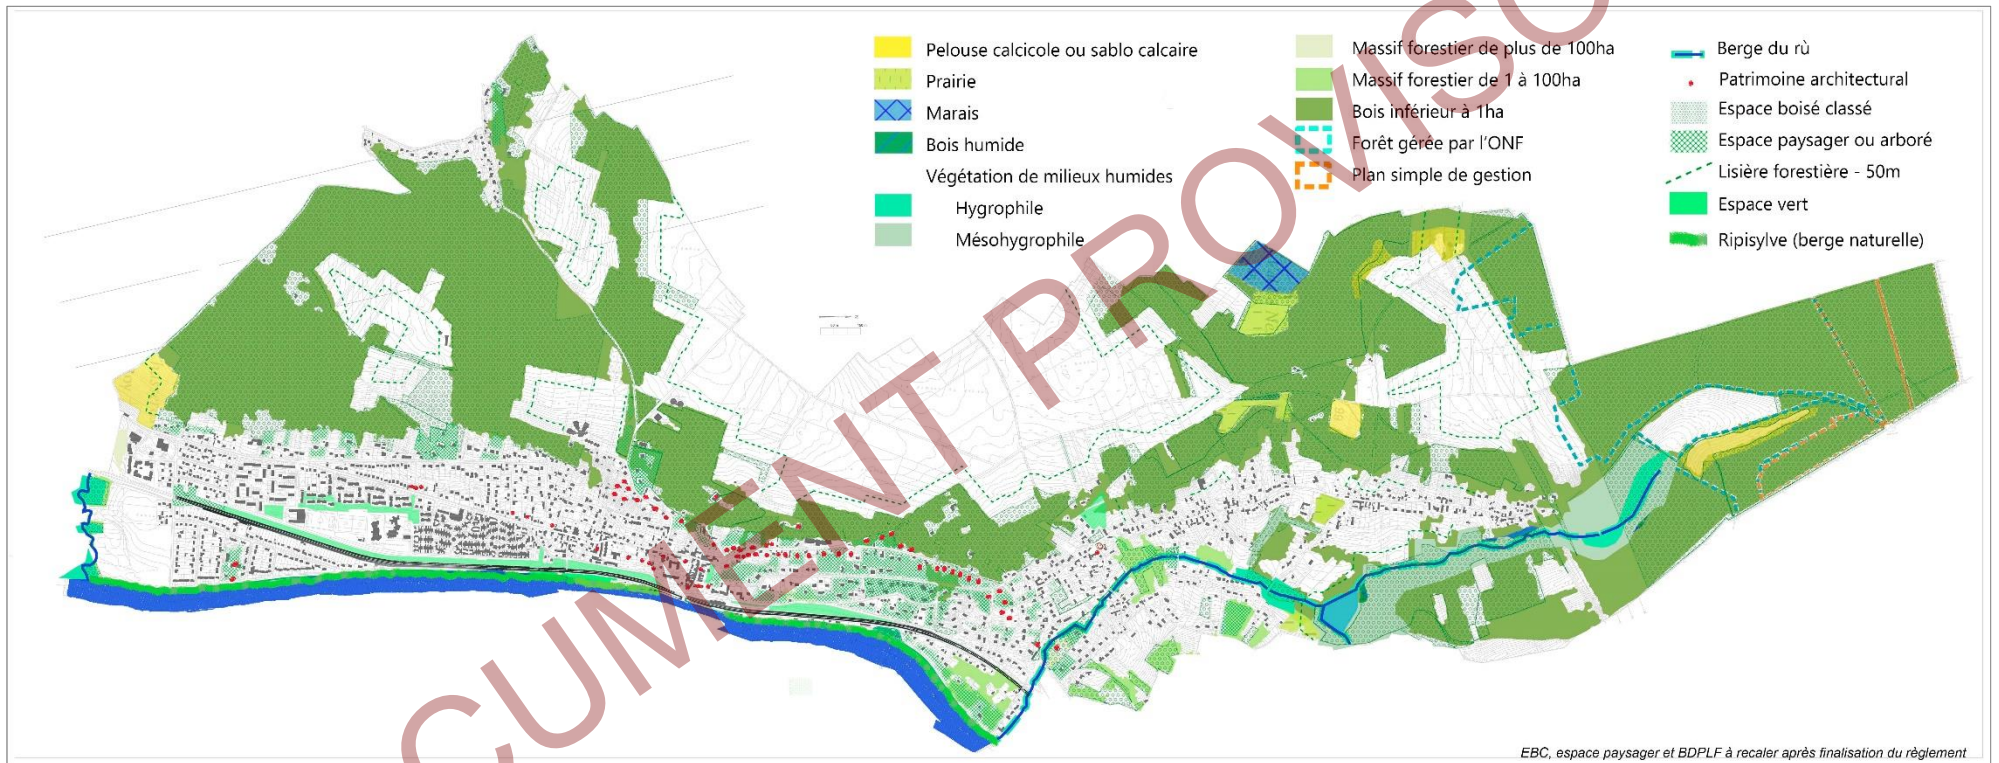 Pelouse calcicole ou sablo calcaire
Prairie
Marais
Bois humide
Végétation de milieux humides
Hygrophile
Mésohygrophile
Massif forestier de plus de 100ha
Massif forestier de 1 à 100ha
Bois inférieur à 1ha
Forêt gérée par l'ONF
Plan simple de gestion
Berge du rù
Patrimoine architectural
Espace boisé classé
Espace paysager ou arboré
Lisière forestière - 50m
Espace vert
Ripisylve (berge naturelle)
CUMENT PROVISO
EBC, espace paysager et BDPLF à recaler après finalisation du règlement